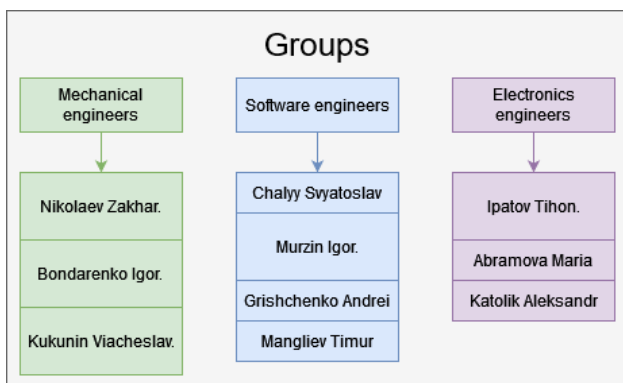 Groups
Mechanical
engineers
Software engineers
Electronics
engineers
Nikolaev Zakhar.
Bondarenko Igor.
Kukunin Viacheslav.
Chalyy Svyatoslav
Murzin Igor.
Grishchenko Andrei
Mangliev Timur
Ipatov Tihon.
Abramova Maria
Katolik Aleksandr